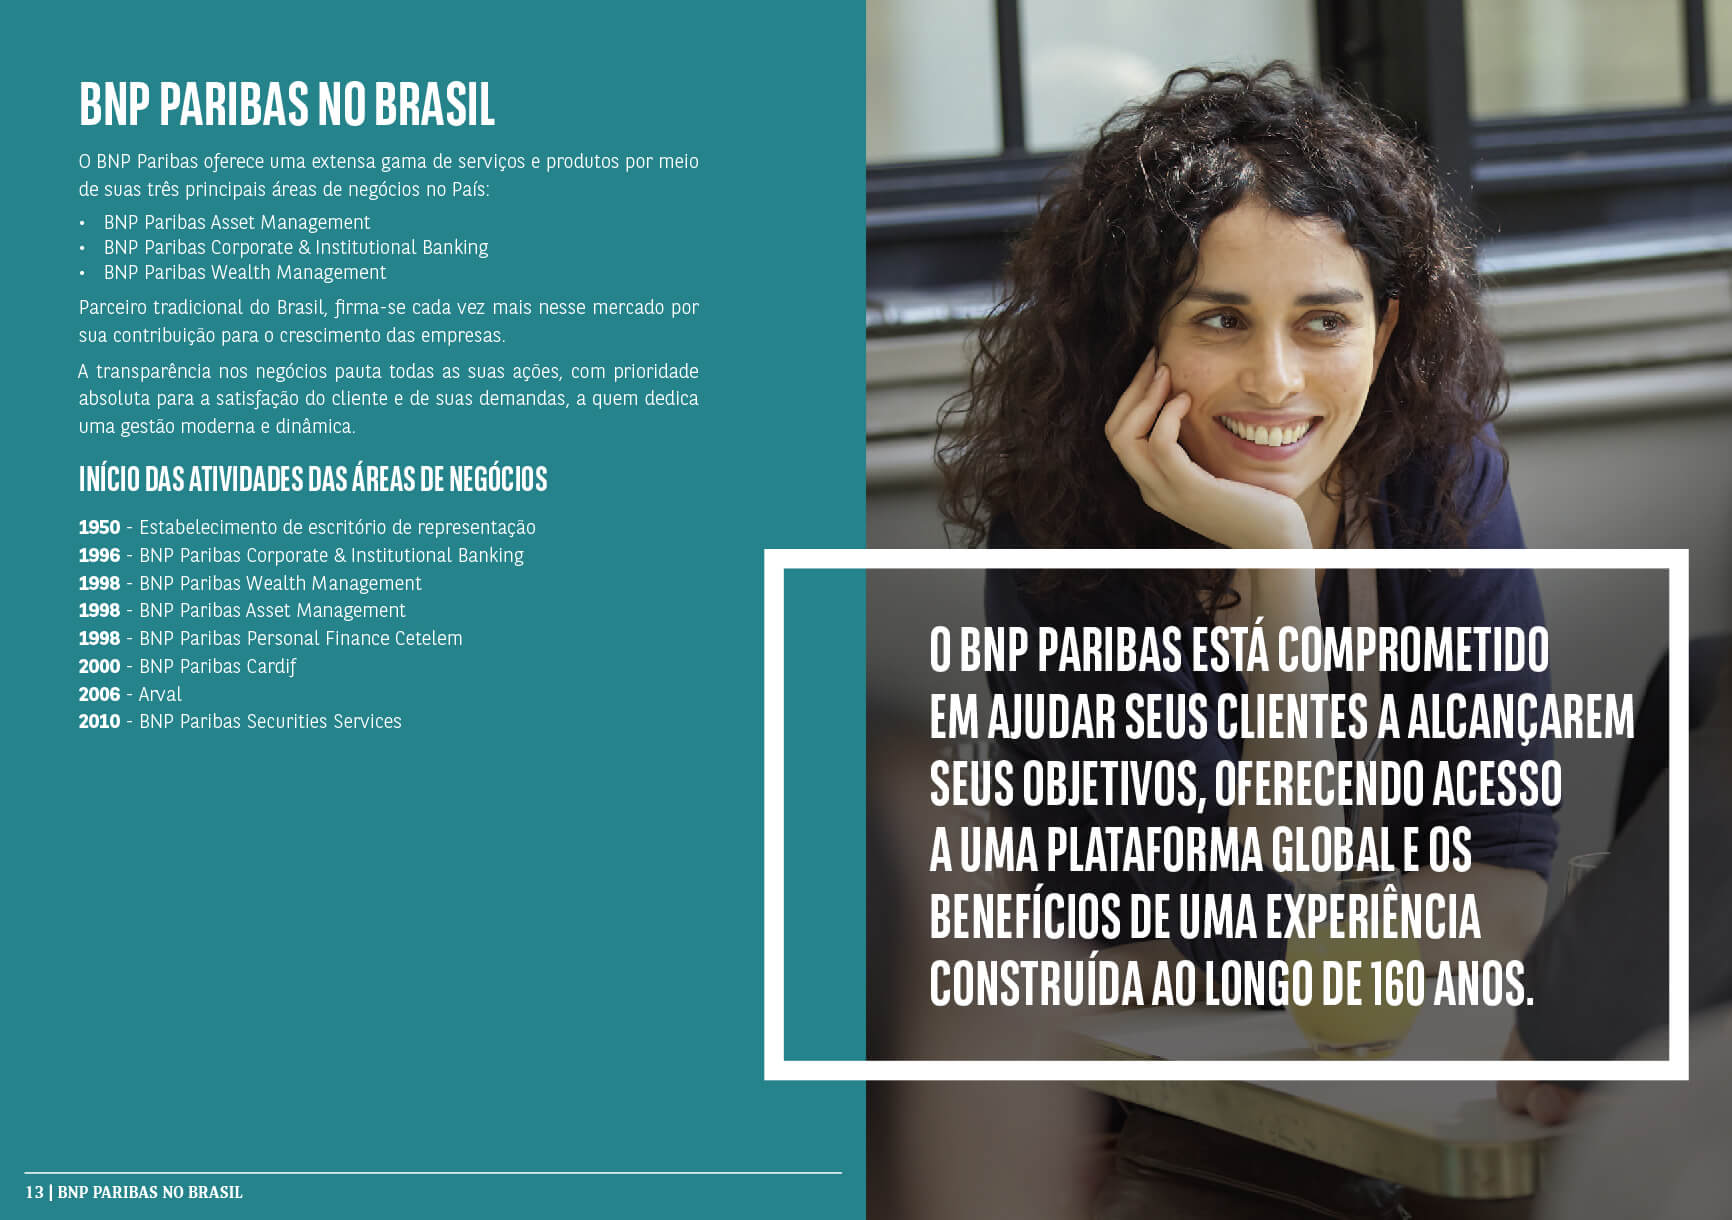 BNP PARIBAS NO BRASIL
O BNP Paribas oferece uma extensa gama de serviços e produtos por meio
de suas três principais áreas de negócios no País:
• BNP Paribas Asset Management
• BNP Paribas Corporate & Institutional Banking
• BNP Paribas Wealth Management
Parceiro tradicional do Brasil, firma-se cada vez mais nesse mercado por
sua contribuição para o crescimento das empresas.
A transparência nos negócios pauta todas as suas ações, com prioridade
absoluta para a satisfação do cliente e de suas demandas, a quem dedica
uma gestão moderna e dinâmica.
INÍCIO DAS ATIVIDADES DAS ÁREAS DE NEGÓCIOS
1950 - Estabelecimento de escritório de representação
1996 - BNP Paribas Corporate & Institutional Banking
1998 - BNP Paribas Wealth Management
1998 - BNP Paribas Asset Management
1998 - BNP Paribas Personal Finance Cetelem
2000 - BNP Paribas Cardif
2006 - Arval
2010 - BNP Paribas Securities Services
O BNP PARIBAS ESTÁ COMPROMETIDO
EM AJUDAR SEUS CLIENTES A ALCANÇAREM
SEUS OBJETIVOS, OFERECENDO ACESSO
A UMA PLATAFORMA GLOBAL E OS
BENEFÍCIOS DE UMA EXPERIÊNCIA
CONSTRUÍDA AO LONGO DE 160 ANOS.
13 | BNP PARIBAS NO BRASIL